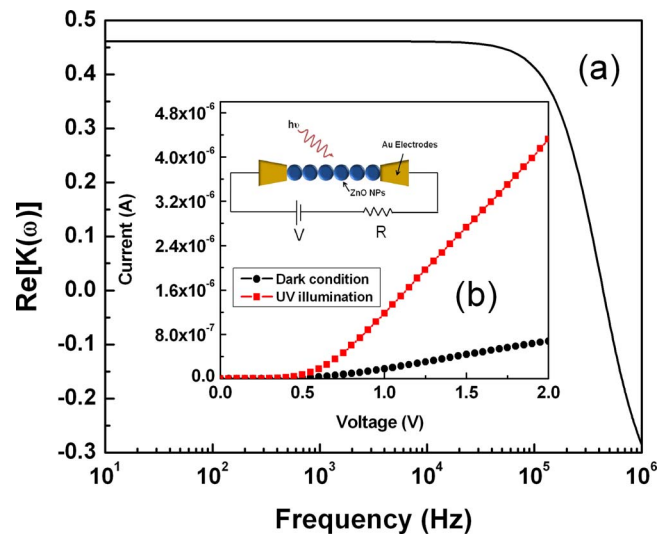 0.5
0.4
0.3
0.2
0.1
0.0
-0.1
-0.2
-0.3
Re[K(ω)]
(a)
4.8x10⁻⁶
4.0x10⁻⁶
3.2x10⁻⁶
2.4x10⁻⁶
1.6x10⁻⁶
8.0x10⁻⁷
0.0
Current (A)
hυ
Au Electrodes
ZnO NPs
V
R
Dark condition
UV illumination
(b)
0.0 0.5 1.0 1.5 2.0
Voltage (V)
10¹ 10² 10³ 10⁴ 10⁵ 10⁶
Frequency (Hz)